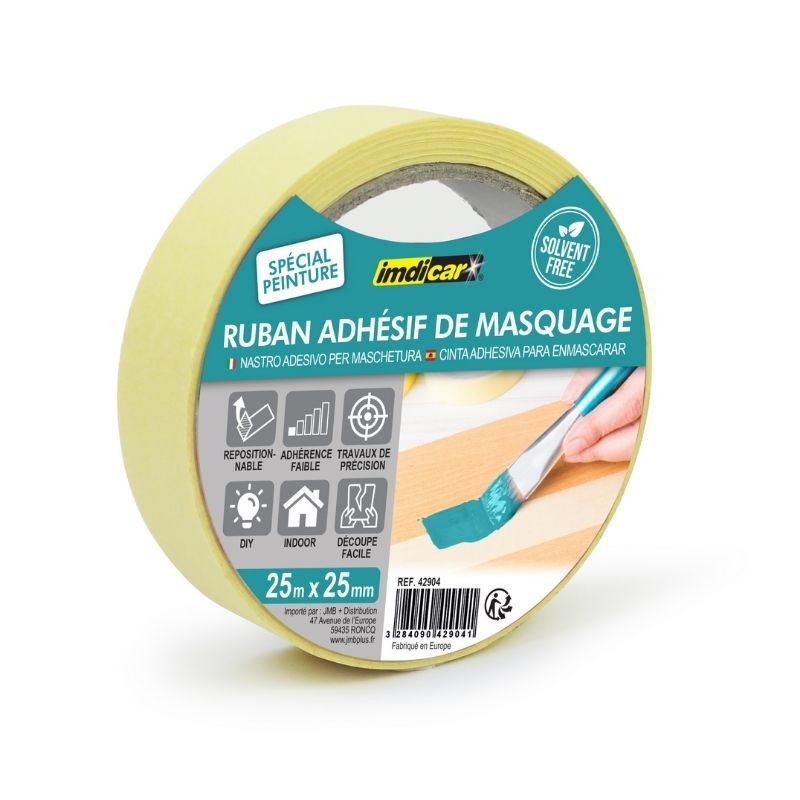 SPÉCIAL
PEINTURE
imdicar
SOLVENT
FREE
RUBAN ADHÉSIF DE MASQUAGE
NASTRO ADESIVO PER MASCHETURA CINTA ADHESIVA PARA ENMASCARAR
REPOSITION-
NABLE
ADHÉRENCE
FAIBLE
TRAVAUX DE
PRÉCISION
DIY
INDOOR
DÉCOUPE
FACILE
25m x 25mm
Importé par : JMB + Distribution
47 Avenue de l'Europe
59435 RONCQ
www.jmbplus.fr
REF. 42904
3 284090 429041
Fabriqué en Europe